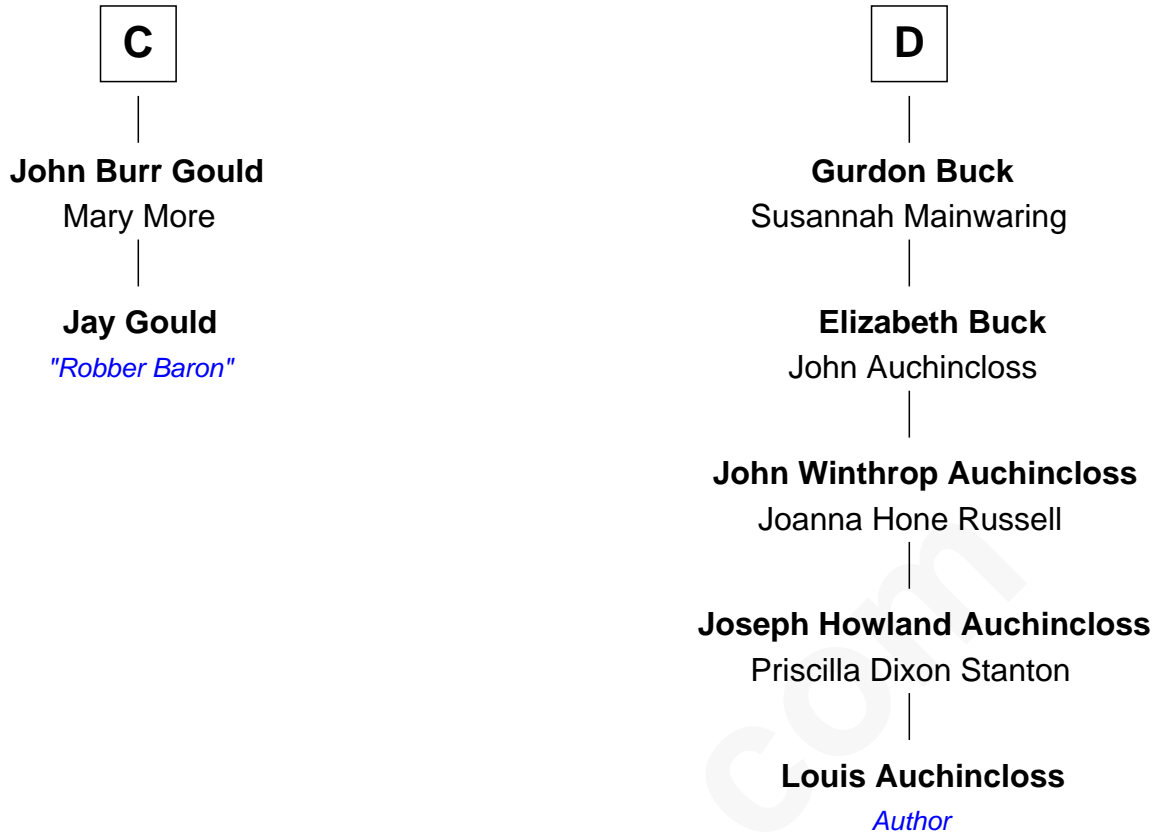 C
John Burr Gould
Mary More
Jay Gould
"Robber Baron"
D
Gurdon Buck
Susannah Mainwaring
Elizabeth Buck
John Auchincloss
John Winthrop Auchincloss
Joanna Hone Russell
Joseph Howland Auchincloss
Priscilla Dixon Stanton
Louis Auchincloss
Author
com